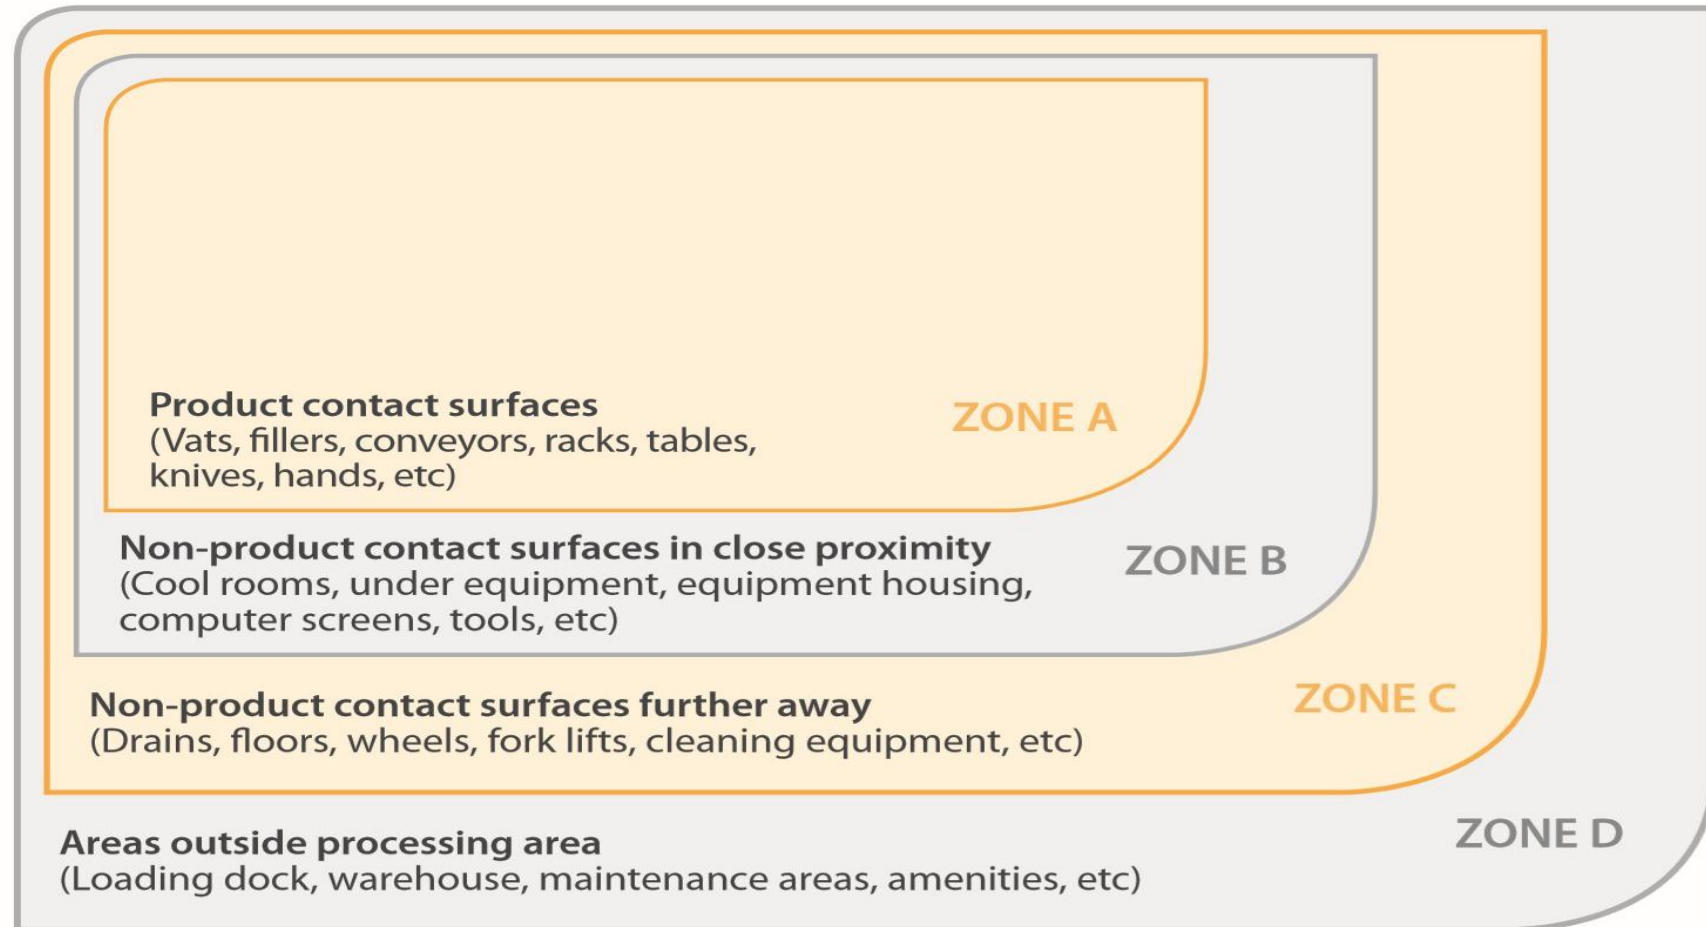 Product contact surfaces
(Vats, fillers, conveyors, racks, tables,
knives, hands, etc)
ZONE A
Non-product contact surfaces in close proximity
(Cool rooms, under equipment, equipment housing,
computer screens, tools, etc)
ZONE B
Non-product contact surfaces further away
(Drains, floors, wheels, fork lifts, cleaning equipment, etc)
ZONE C
Areas outside processing area
(Loading dock, warehouse, maintenance areas, amenities, etc)
ZONE D